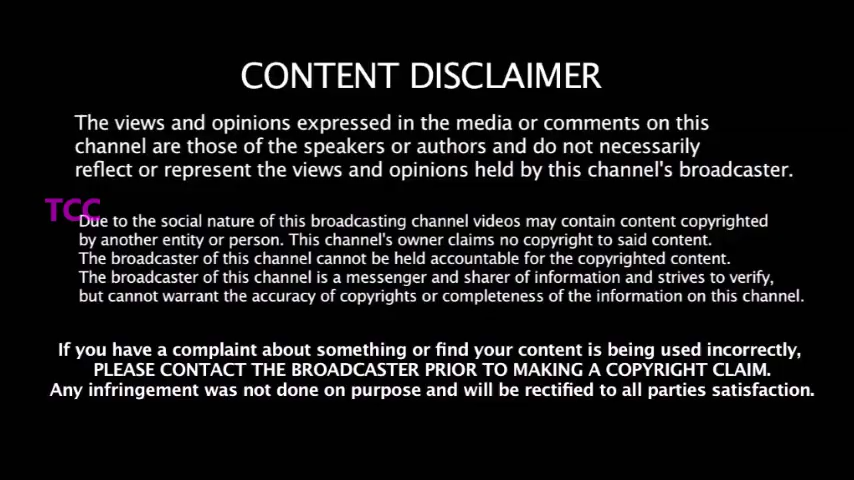 CONTENT DISCLAIMER
The views and opinions expressed in the media or comments on this
channel are those of the speakers or authors and do not necessarily
reflect or represent the views and opinions held by this channel's broadcaster.
TCC
Due to the social nature of this broadcasting channel videos may contain content copyrighted
by another entity or person. This channel's owner claims no copyright to said content.
The broadcaster of this channel cannot be held accountable for the copyrighted content.
The broadcaster of this channel is a messenger and sharer of information and strives to verify,
but cannot warrant the accuracy of copyrights or completeness of the information on this channel.
If you have a complaint about something or find your content is being used incorrectly,
PLEASE CONTACT THE BROADCASTER PRIOR TO MAKING A COPYRIGHT CLAIM.
Any infringement was not done on purpose and will be rectified to all parties satisfaction.